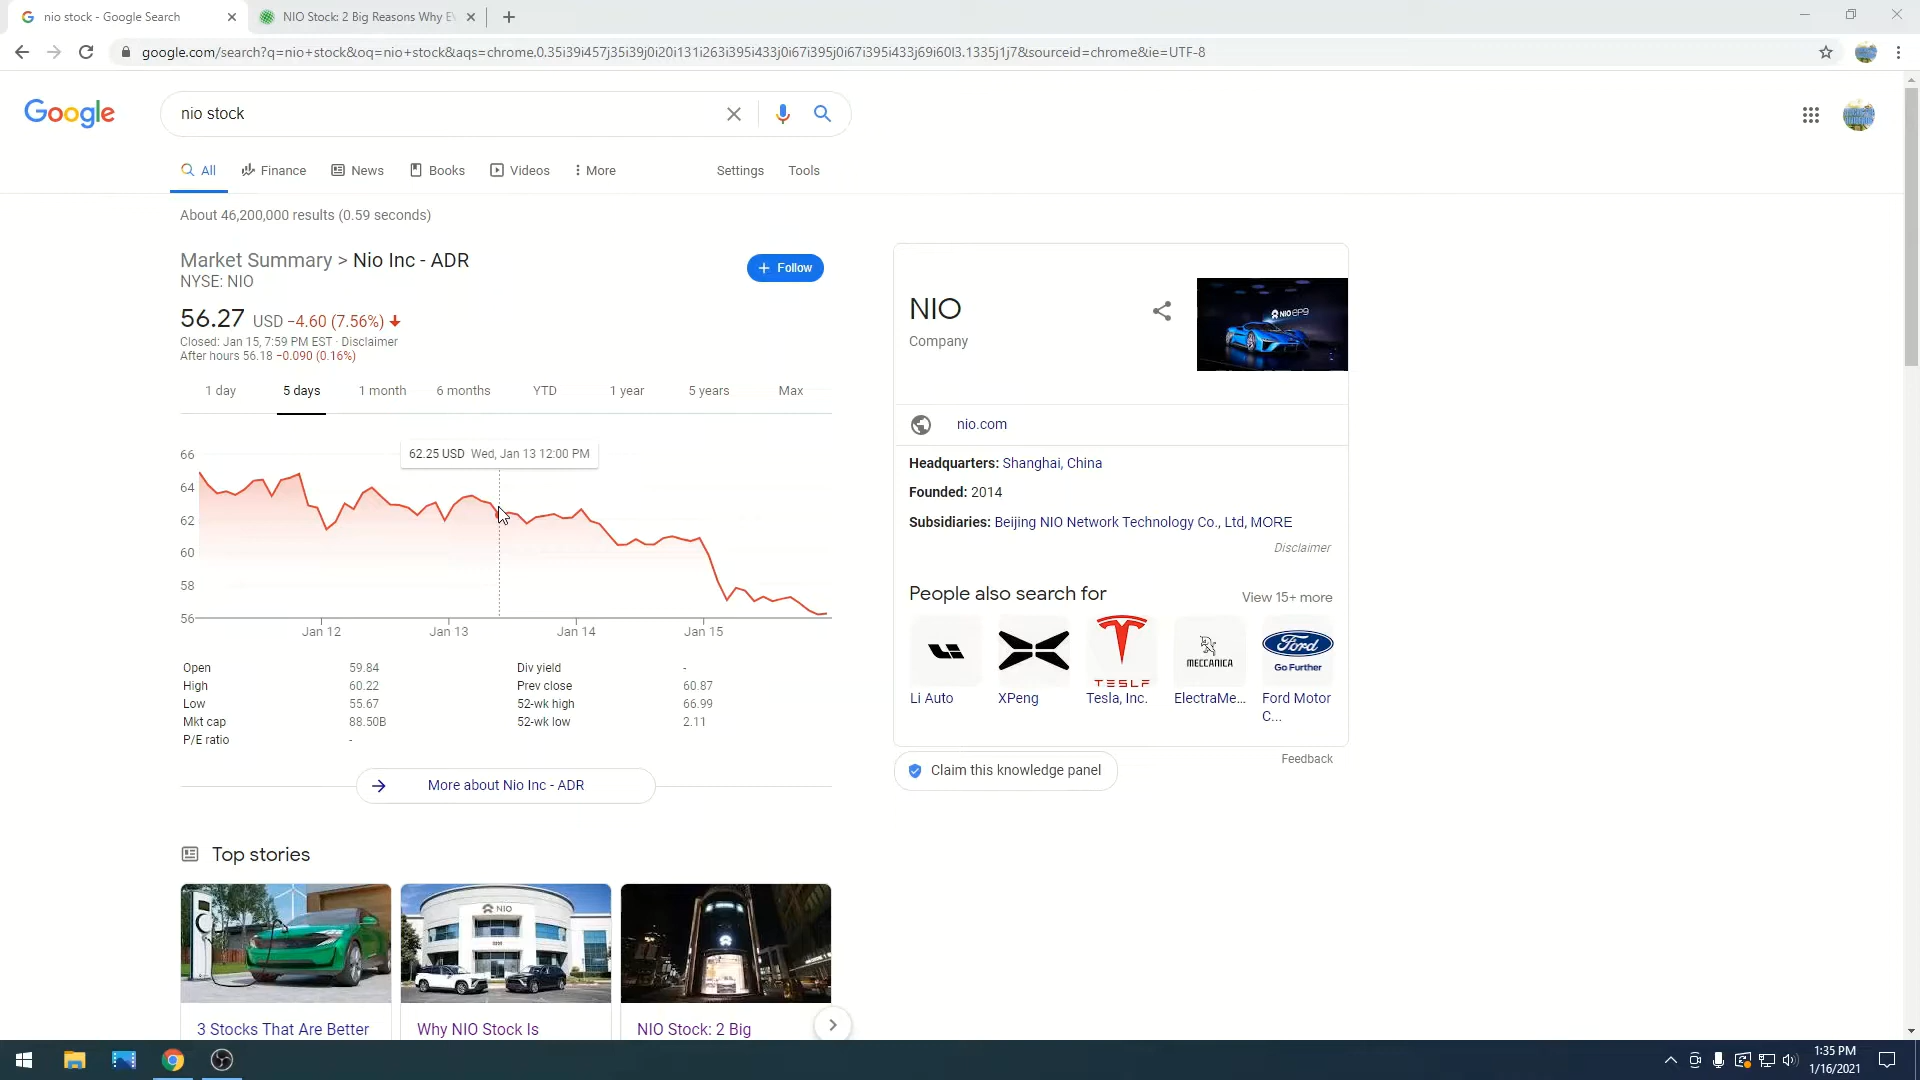 nio stock - Google Search
NIO Stock: 2 Big Reasons Why EV
google.com/search?q=nio+stock&oq=nio+stock&aqs=chrome.0.35i39i457j35i39j0i20i131i263i395i433j0i67i395j0i67i395i433j69i60l3.1335j1j7&sourceid=chrome&ie=UTF-8
Google
nio stock
All
Finance
News
Books
Videos
More
Settings
Tools
About 46,200,000 results (0.59 seconds)
Market Summary > Nio Inc - ADR
NYSE: NIO
Follow
56.27 USD −4.60 (7.56%)
Closed: Jan 15, 7:59 PM EST · Disclaimer
After hours 56.18 −0.090 (0.16%)
1 day
5 days
1 month
6 months
YTD
1 year
5 years
Max
62.25 USD Wed, Jan 13 12:00 PM
66
64
62
60
58
56
Jan 12
Jan 13
Jan 14
Jan 15
Open 59.84
High 60.22
Low 55.67
Mkt cap 88.50B
P/E ratio -
Div yield -
Prev close 60.87
52-wk high 66.99
52-wk low 2.11
More about Nio Inc - ADR
Top stories
NIO
3 Stocks That Are Better
Why NIO Stock Is
NIO Stock: 2 Big
NIO
Company
NIO EP9
nio.com
Headquarters: Shanghai, China
Founded: 2014
Subsidiaries: Beijing NIO Network Technology Co., Ltd, MORE
Disclaimer
People also search for
View 15+ more
TESLA
MECCANICA
Ford
Go Further
Li Auto
XPeng
Tesla, Inc.
ElectraMe...
Ford Motor
C...
Feedback
Claim this knowledge panel
1:35 PM
1/16/2021